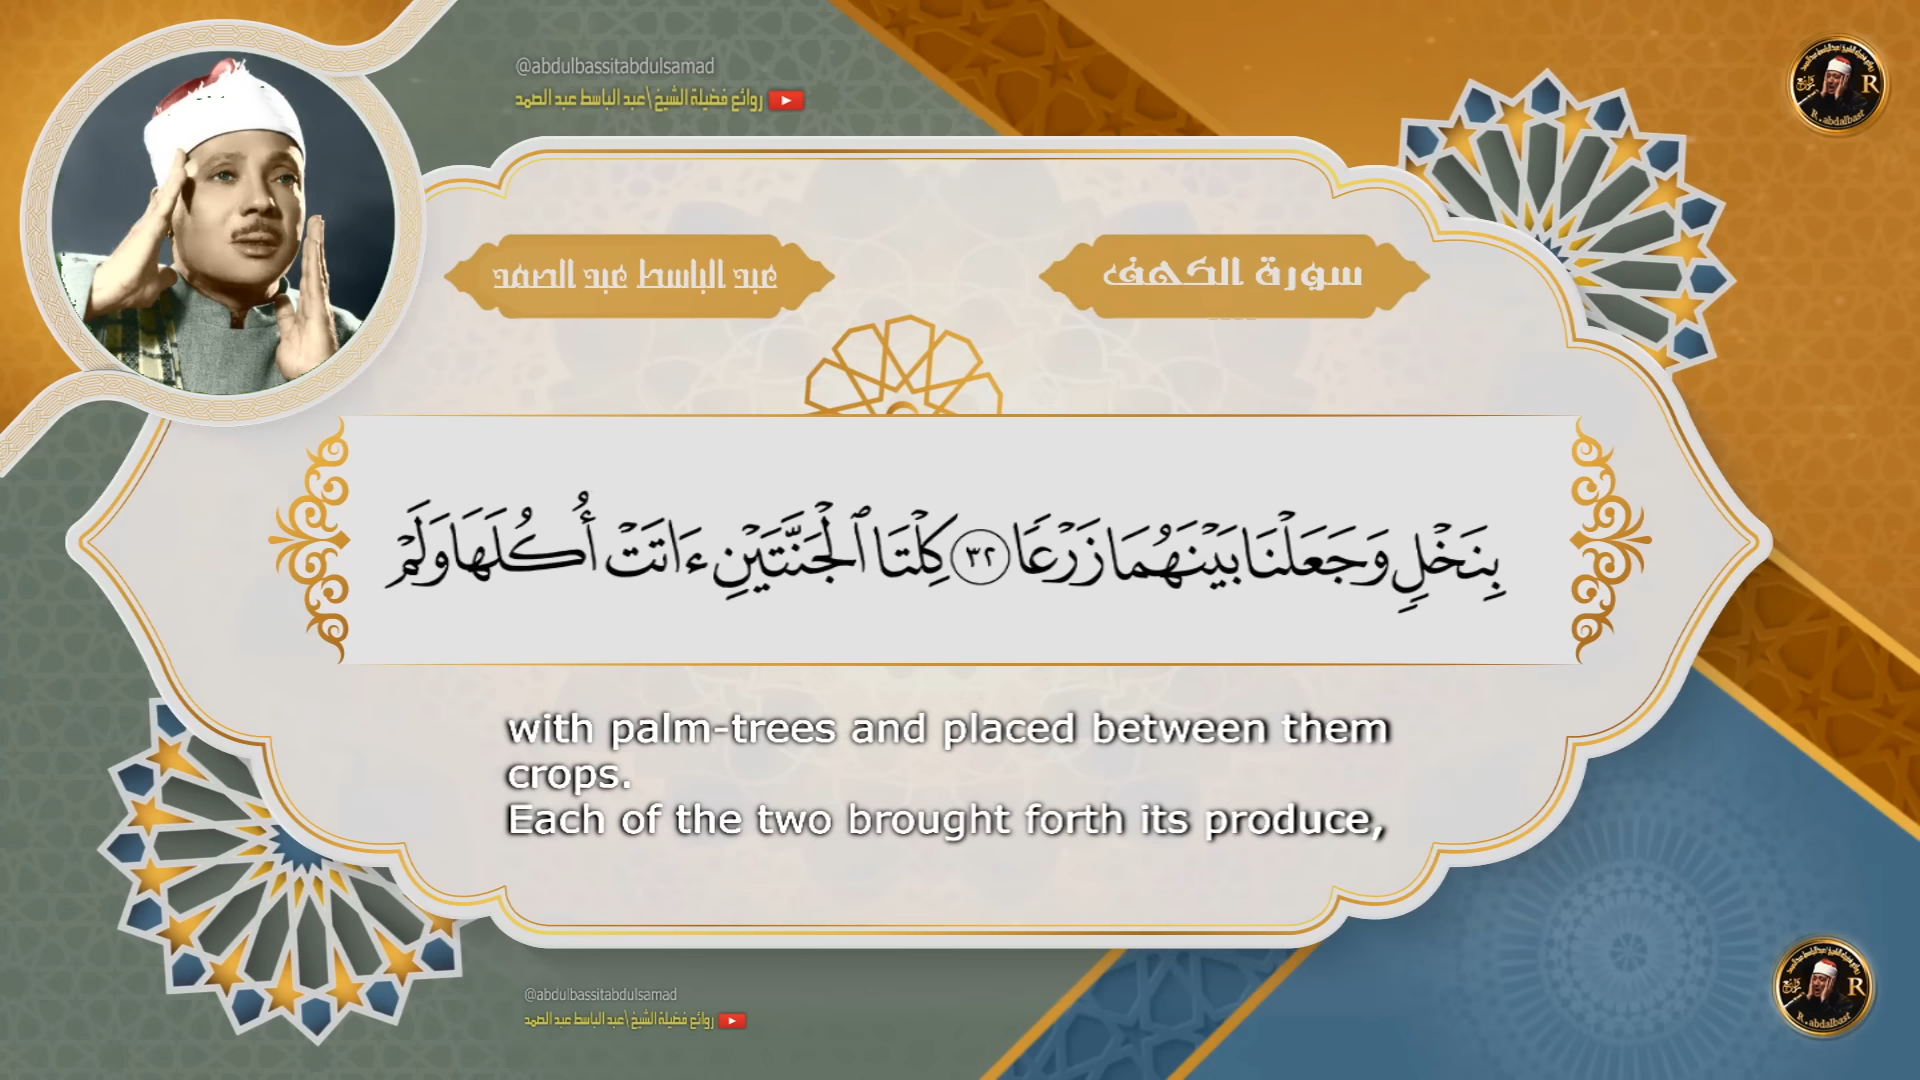 @abdulbassitabdulsamad
روائع فضيلة الشيخ \ عبد الباسط عبد الصمد
R
R.abdalbast
سورة الكهف
عبد الباسط عبد الصمد
بِنَخْلٍ وَجَعَلْنَا بَيْنَهُمَا زَرْعًا ٣٢ كِلْتَا ٱلْجَنَّتَيْنِ ءَاتَتْ أُكُلَهَا وَلَمْ
with palm-trees and placed between them
crops.
Each of the two brought forth its produce,
@abdulbassitabdulsamad
روائع فضيلة الشيخ \ عبد الباسط عبد الصمد
R
R.abdalbast